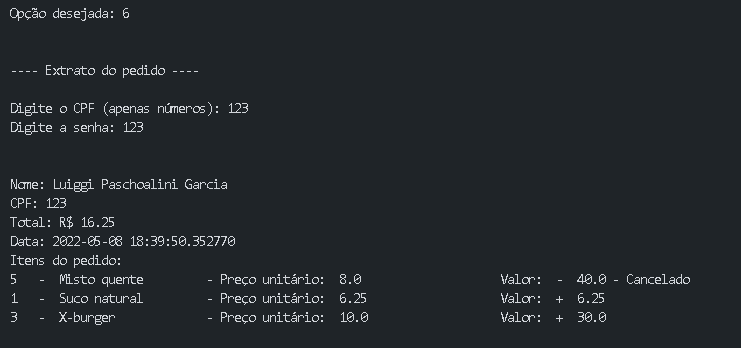 Opção desejada: 6
---- Extrato do pedido ----
Digite o CPF (apenas números): 123
Digite a senha: 123
Nome: Luiggi Paschoalini Garcia
CPF: 123
Total: R$ 16.25
Data: 2022-05-08 18:39:50.352770
Itens do pedido:
5 - Misto quente - Preço unitário: 8.0 Valor: - 40.0 - Cancelado
1 - Suco natural - Preço unitário: 6.25 Valor: + 6.25
3 - X-burger - Preço unitário: 10.0 Valor: + 30.0